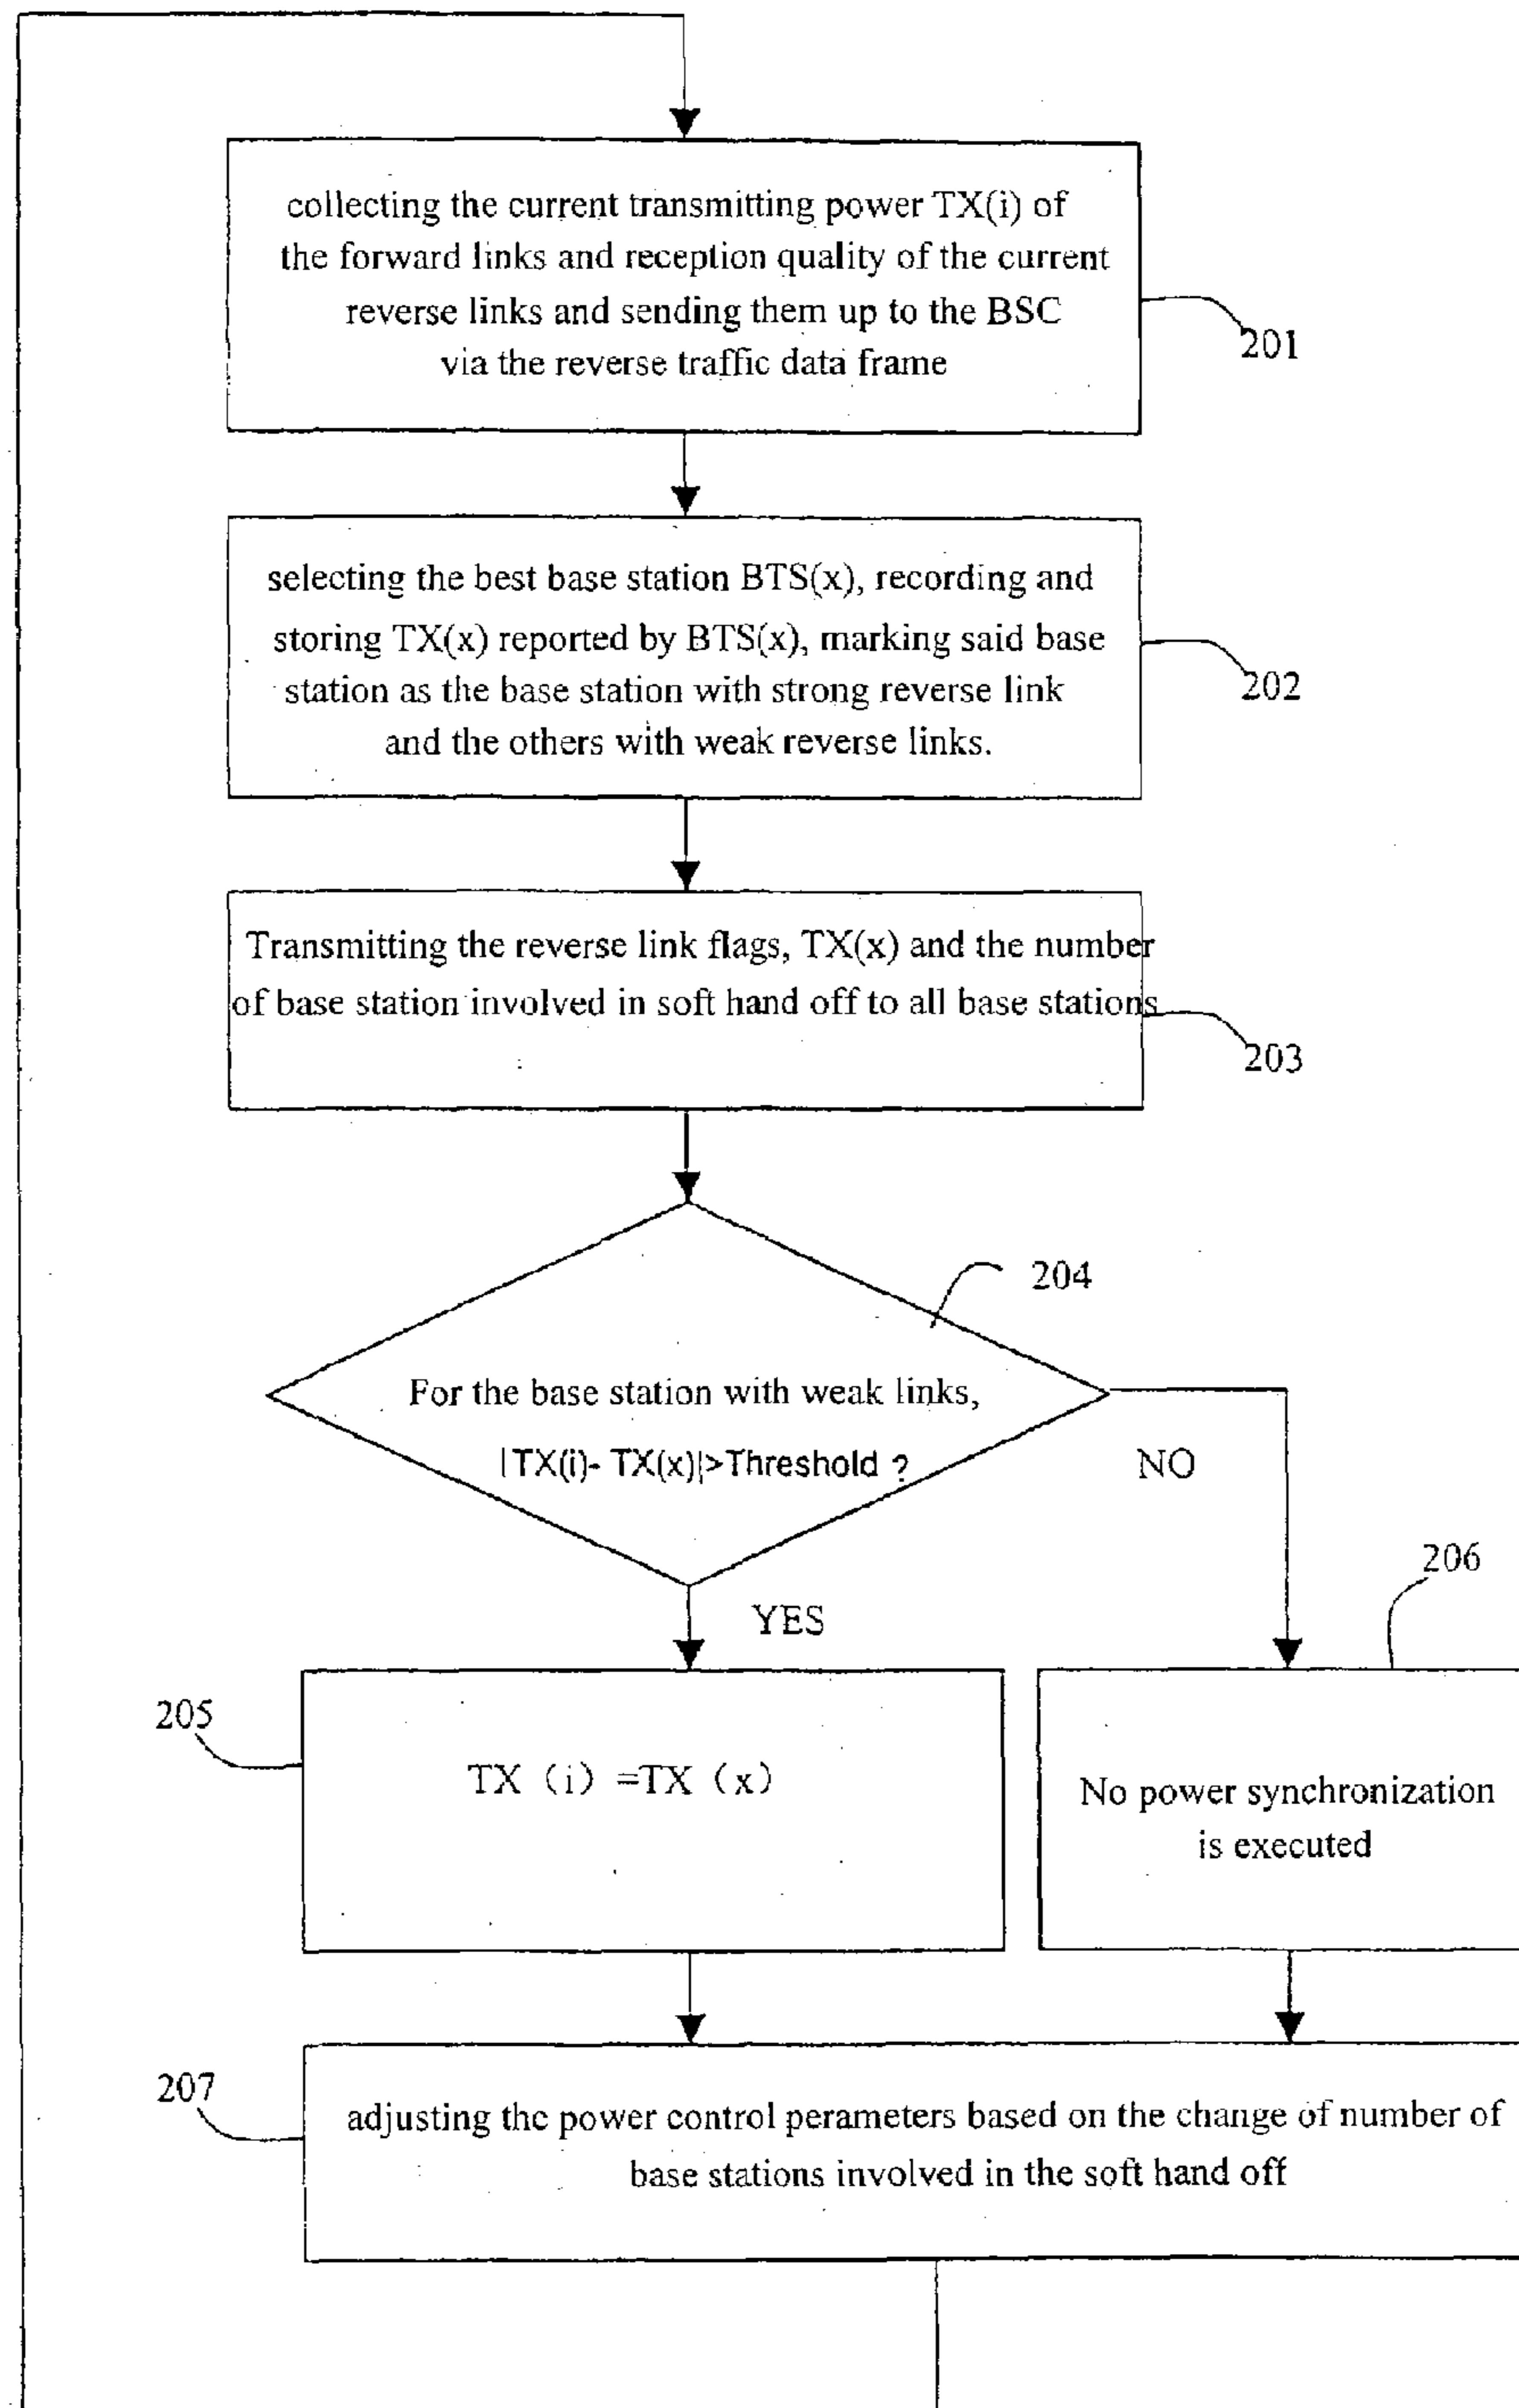 collecting the current transmitting power TX(i) of
the forward links and reception quality of the current
reverse links and sending them up to the BSC
via the reverse traffic data frame
201
selecting the best base station BTS(x), recording and
storing TX(x) reported by BTS(x), marking said base
station as the base station with strong reverse link
and the others with weak reverse links.
202
Transmitting the reverse link flags, TX(x) and the number
of base station involved in soft hand off to all base stations
203
204
For the base station with weak links,
|TX(i)- TX(x)|>Threshold ?
NO
YES
206
205
TX (i) =TX (x)
No power synchronization
is executed
207
adjusting the power control perameters based on the change of number of
base stations involved in the soft hand off